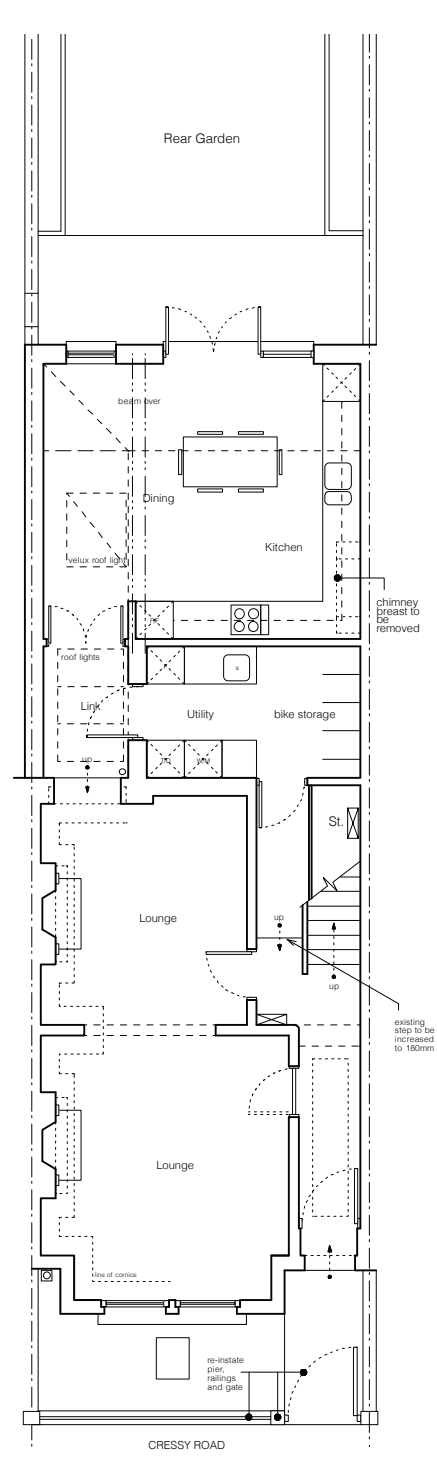 Rear Garden
beam over
Dining
Kitchen
velux roof light
chimney
breast to
be
removed
roof lights
F
s
Link
Utility
bike storage
up
TD
WM
St.
Lounge
up
up
existing
step to be
increased
to 180mm
Lounge
line of cornice
re-instate
pier,
railings
and gate
CRESSY ROAD